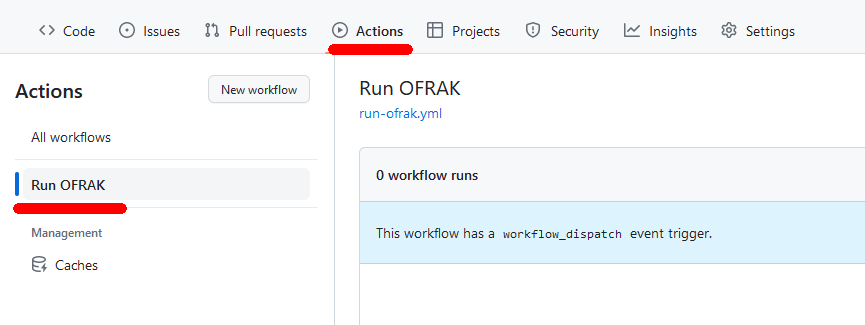 Code Issues Pull requests Actions Projects Security Insights Settings
Actions New workflow
All workflows
Run OFRAK
Management
Caches
Run OFRAK
run-ofrak.yml
0 workflow runs
This workflow has a workflow_dispatch event trigger.